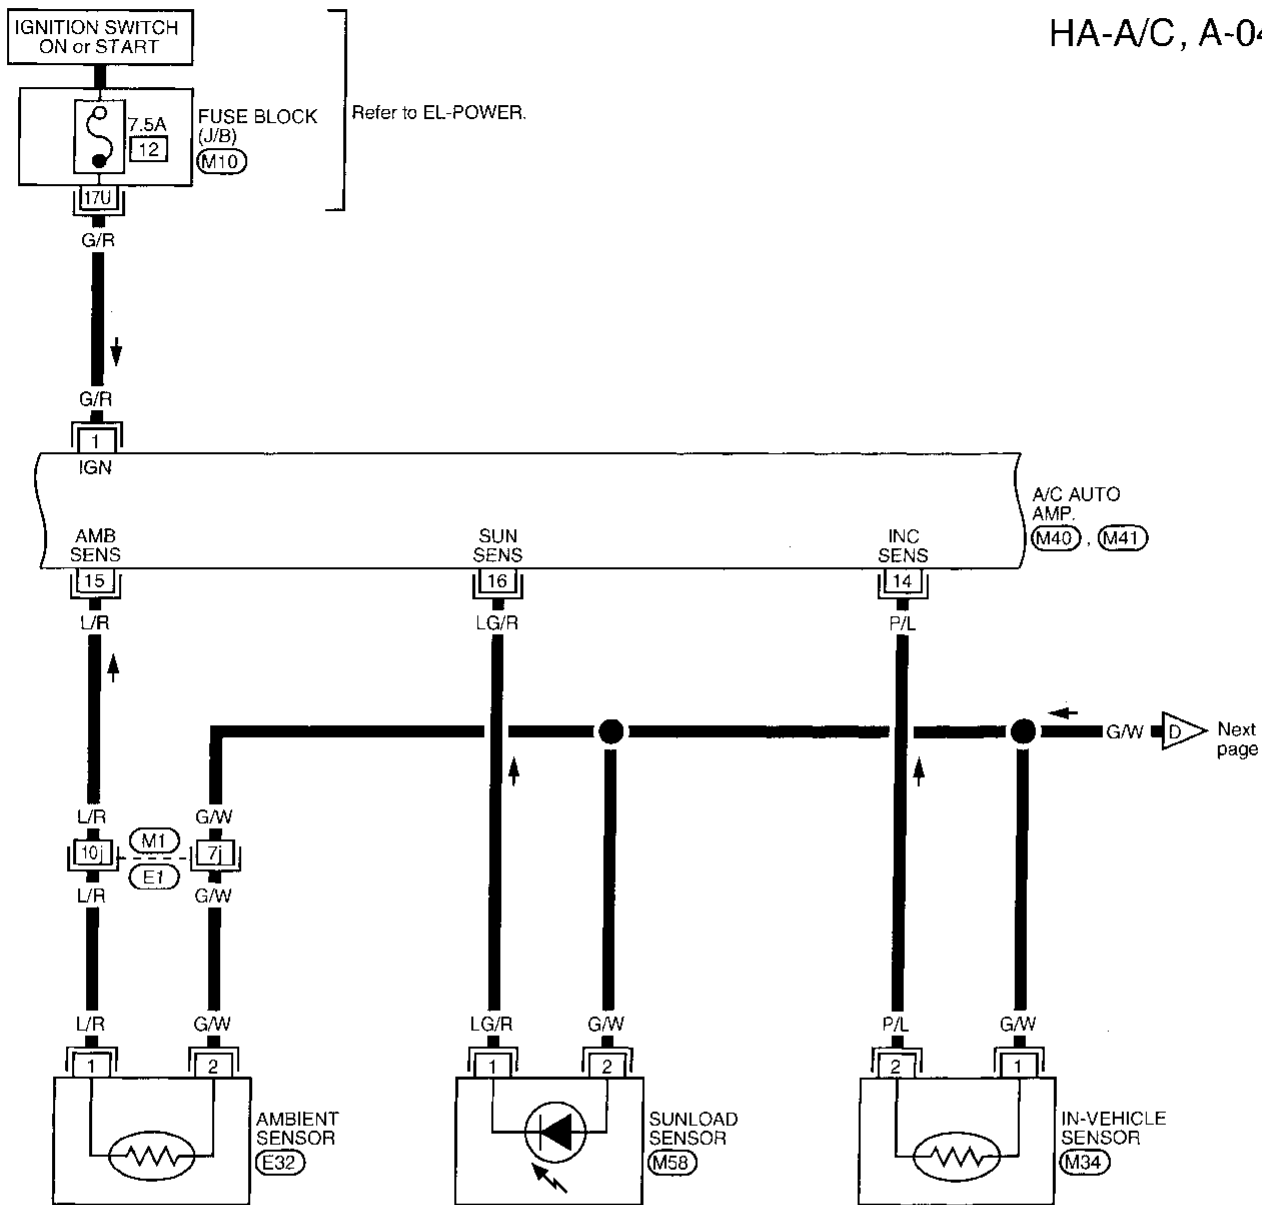 HA-A/C, A-04
IGNITION SWITCH
ON or START
7.5A
12
FUSE BLOCK
(J/B)
M10
Refer to EL-POWER.
17U
G/R
G/R
1
IGN
A/C AUTO
AMP.
M40 , M41
AMB
SENS
SUN
SENS
INC
SENS
15
16
14
L/R
LG/R
P/L
G/W
D
Next
page
L/R
G/W
10j
M1
7j
E1
L/R
G/W
L/R
G/W
LG/R
G/W
P/L
G/W
1
2
1
2
2
1
AMBIENT
SENSOR
E32
SUNLOAD
SENSOR
M58
IN-VEHICLE
SENSOR
M34